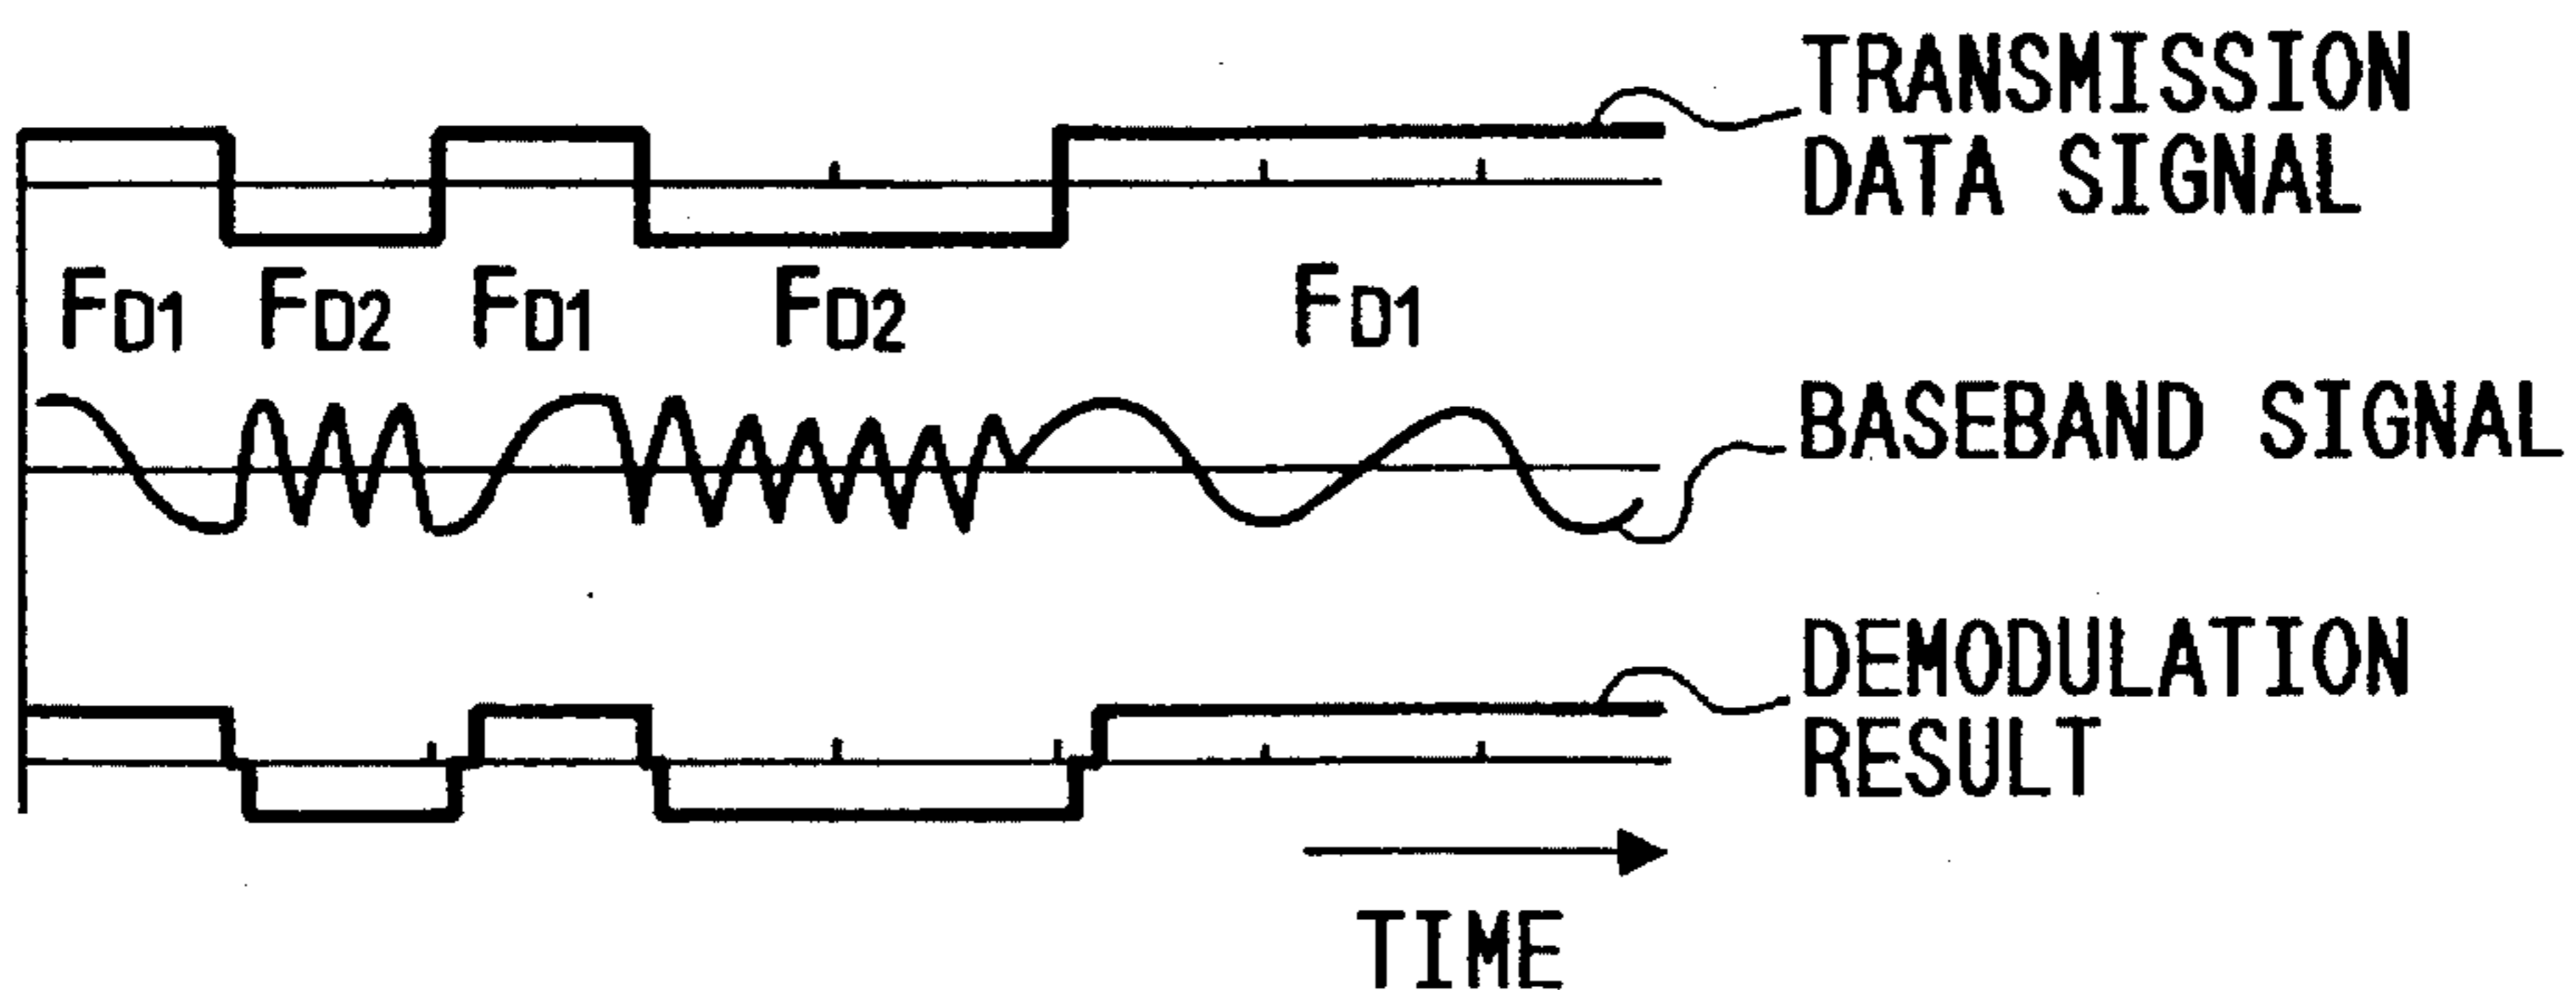 TRANSMISSION
DATA SIGNAL
FD1 FD2 FD1 FD2 FD1
BASEBAND SIGNAL
DEMODULATION
RESULT
TIME